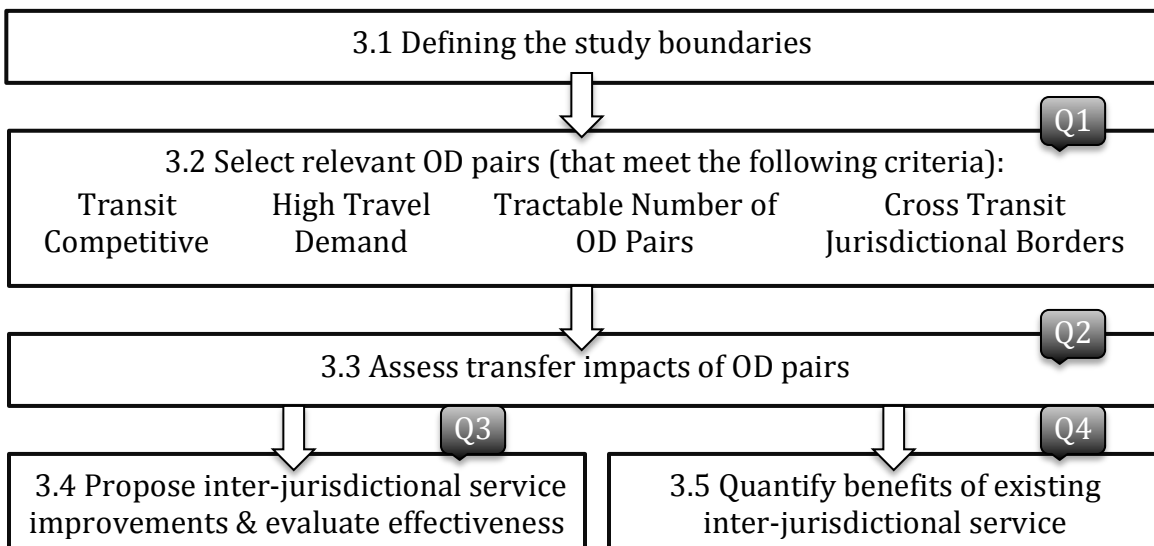 3.1 Defining the study boundaries
Q1
3.2 Select relevant OD pairs (that meet the following criteria):
Transit
Competitive
High Travel
Demand
Tractable Number of
OD Pairs
Cross Transit
Jurisdictional Borders
Q2
3.3 Assess transfer impacts of OD pairs
Q3
3.4 Propose inter-jurisdictional service
improvements & evaluate effectiveness
Q4
3.5 Quantify benefits of existing
inter-jurisdictional service